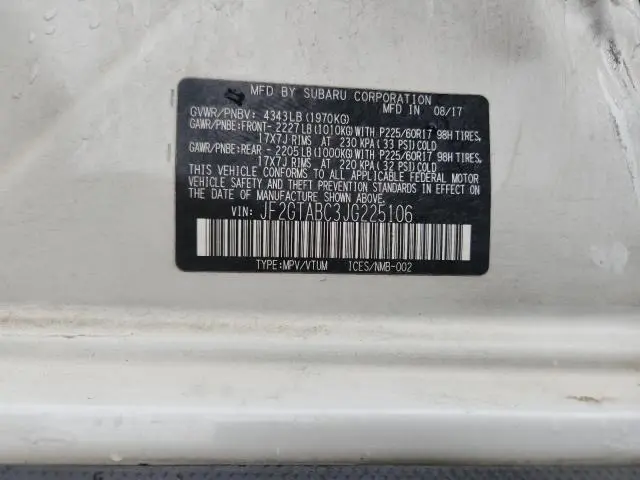 MFD BY SUBARU CORPORATION
MFD IN 08/17
GVWR/PNBV: 4343LB (1970KG)
GAWR/PNBE:FRONT- 2227LB(1010KG)WITH P225/60R17 98H TIRES,
17X7J RIMS AT 230 KPA(33 PSI)COLD
GAWR/PNBE:REAR - 2205LB(1000KG)WITH P225/60R17 98H TIRES,
17X7J RIMS AT 220 KPA(32 PSI)COLD
THIS VEHICLE CONFORMS TO ALL APPLICABLE FEDERAL MOTOR
VEHICLE SAFETY AND THEFT PREVENTION STANDARDS IN EFFECT ON
THE DATE OF MANUFACTURE SHOWN ABOVE.
VIN: JF2GTABC3JG225106
TYPE:MPV/VTUM ICES/NMB-002